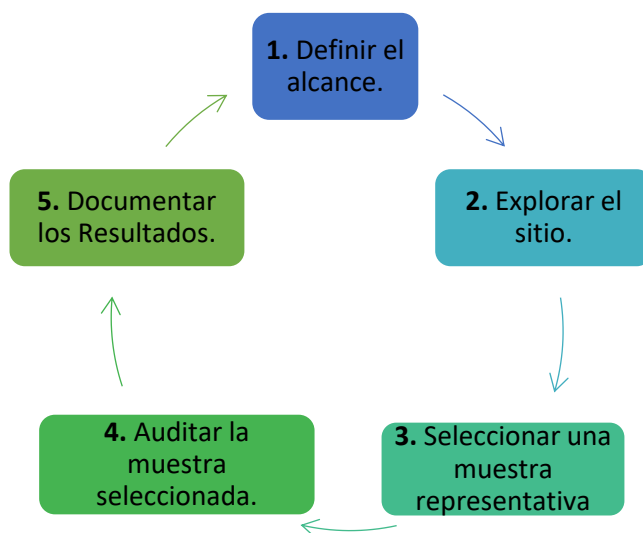 1. Definir el
alcance.
2. Explorar el
sitio.
3. Seleccionar una
muestra
representativa
4. Auditar la
muestra
seleccionada.
5. Documentar
los Resultados.